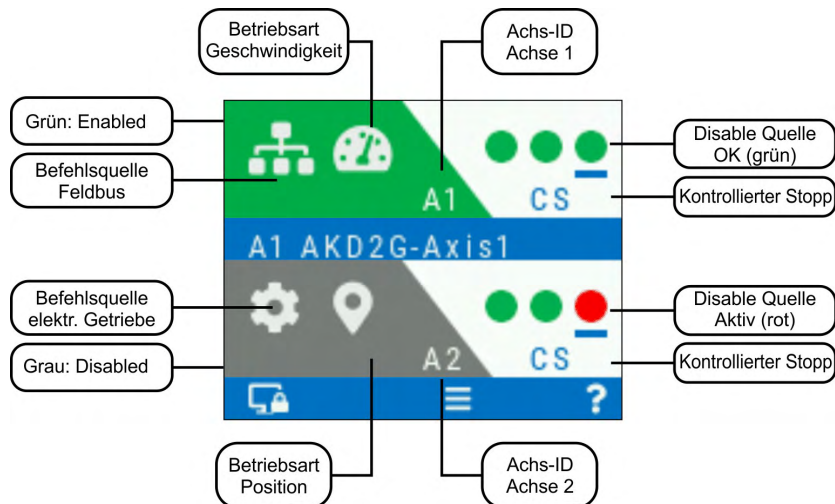 Betriebsart
Geschwindigkeit
Achs-ID
Achse 1
Grün: Enabled
Befehlsquelle
Feldbus
Disable Quelle
OK (grün)
A1
CS
Kontrollierter Stopp
A1 AKD2G-Axis1
Befehlsquelle
elektr. Getriebe
Disable Quelle
Aktiv (rot)
Grau: Disabled
A2
CS
Kontrollierter Stopp
?
Betriebsart
Position
Achs-ID
Achse 2